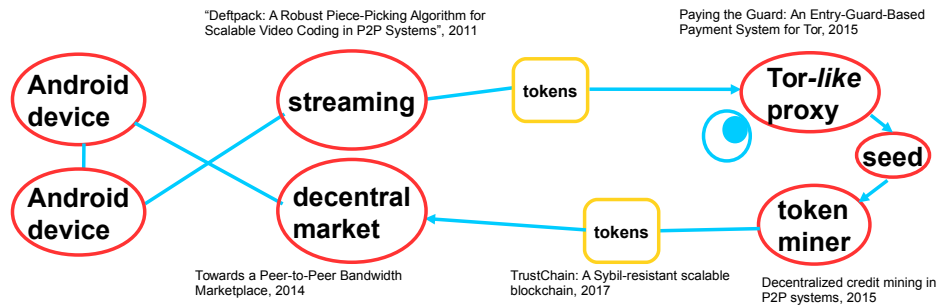 “Deftpack: A Robust Piece-Picking Algorithm for
Scalable Video Coding in P2P Systems”, 2011
Paying the Guard: An Entry-Guard-Based
Payment System for Tor, 2015
Android
device
streaming
tokens
Tor-like
proxy
seed
Android
device
decentral
market
tokens
token
miner
Towards a Peer-to-Peer Bandwidth
Marketplace, 2014
TrustChain: A Sybil-resistant scalable
blockchain, 2017
Decentralized credit mining in
P2P systems, 2015